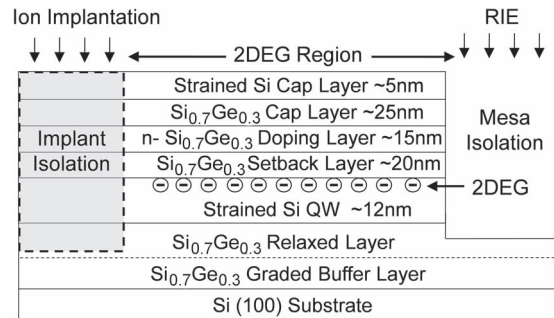 Ion Implantation
RIE
2DEG Region
Strained Si Cap Layer ~5nm
Si0.7Ge0.3 Cap Layer ~25nm
n- Si0.7Ge0.3 Doping Layer ~15nm
Si0.7Ge0.3 Setback Layer ~20nm
Implant
Isolation
Mesa
Isolation
2DEG
Strained Si QW ~12nm
Si0.7Ge0.3 Relaxed Layer
Si0.7Ge0.3 Graded Buffer Layer
Si (100) Substrate